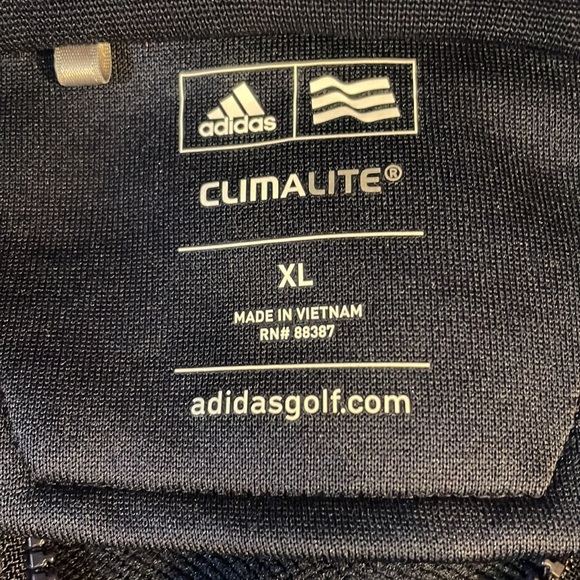 adidas
CLIMALITE®
XL
MADE IN VIETNAM
RN# 88387
adidasgolf.com